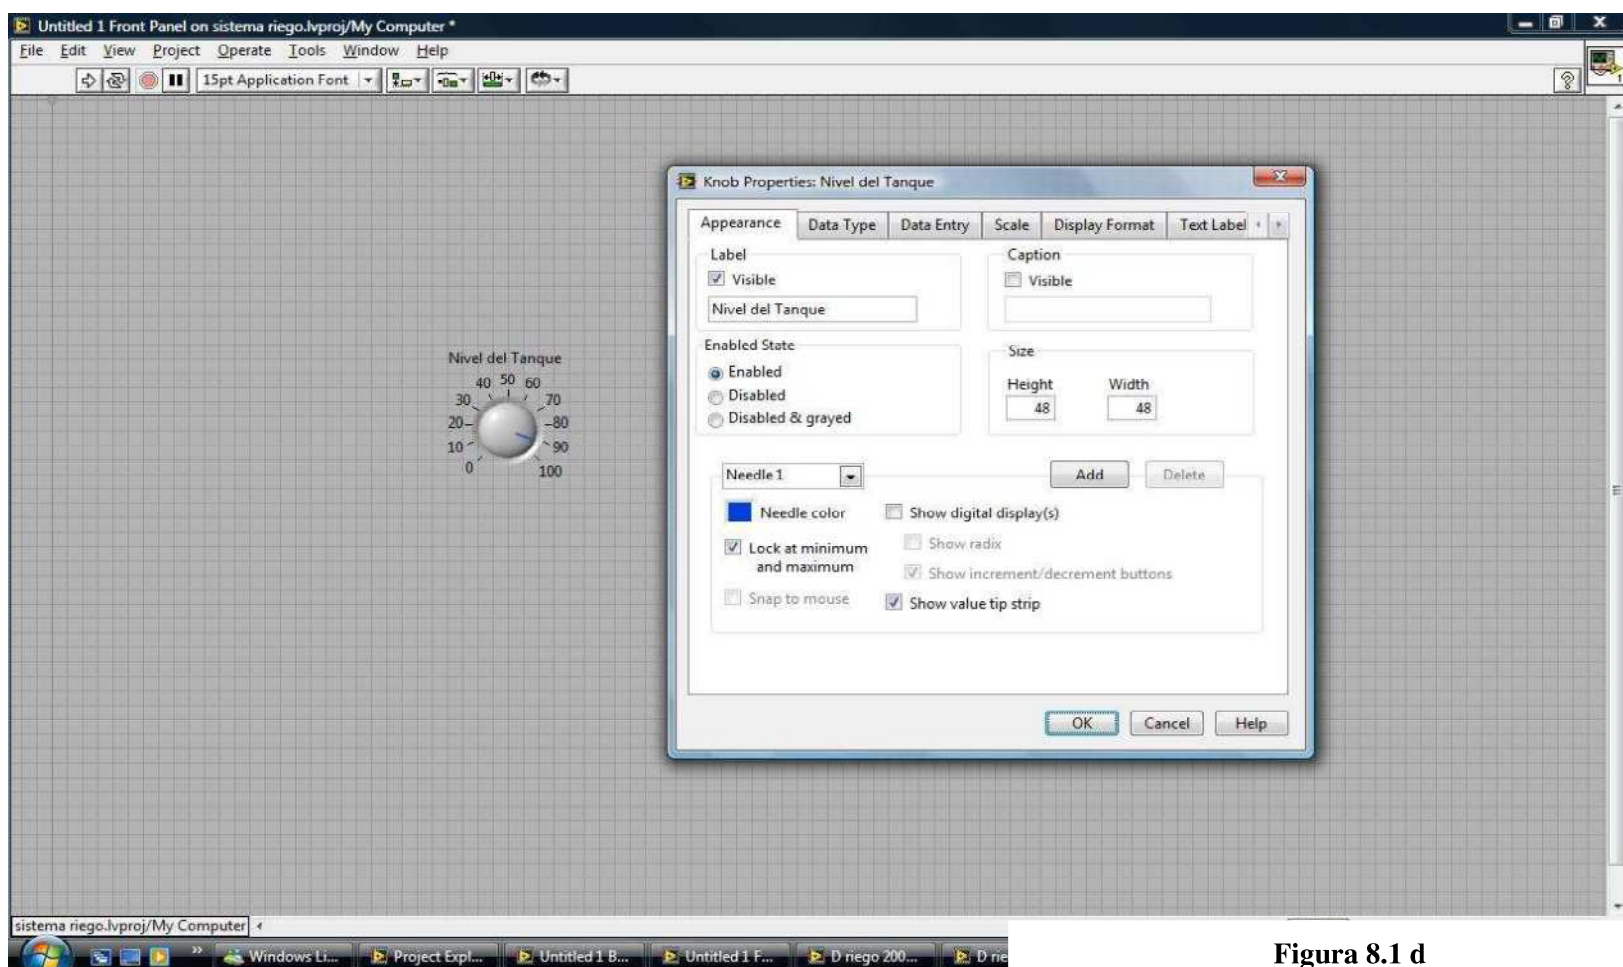 Untitled 1 Front Panel on sistema riego.lvproj/My Computer *
File Edit View Project Operate Tools Window Help
15pt Application Font
Nivel del Tanque
40 50 60
30 70
20 80
10 90
0 100
Knob Properties: Nivel del Tanque
Appearance Data Type Data Entry Scale Display Format Text Label
Label
Visible
Nivel del Tanque
Caption
Visible
Enabled State
Enabled
Disabled
Disabled & grayed
Size
Height Width
48 48
Needle 1 Add Delete
Needle color
Lock at minimum
and maximum
Snap to mouse
Show digital display(s)
Show radix
Show increment/decrement buttons
Show value tip strip
OK Cancel Help
sistema riego.lvproj/My Computer
Windows Li... Project Expl... Untitled 1 B... Untitled 1 F... D riego 200... D rie
Figura 8.1 d